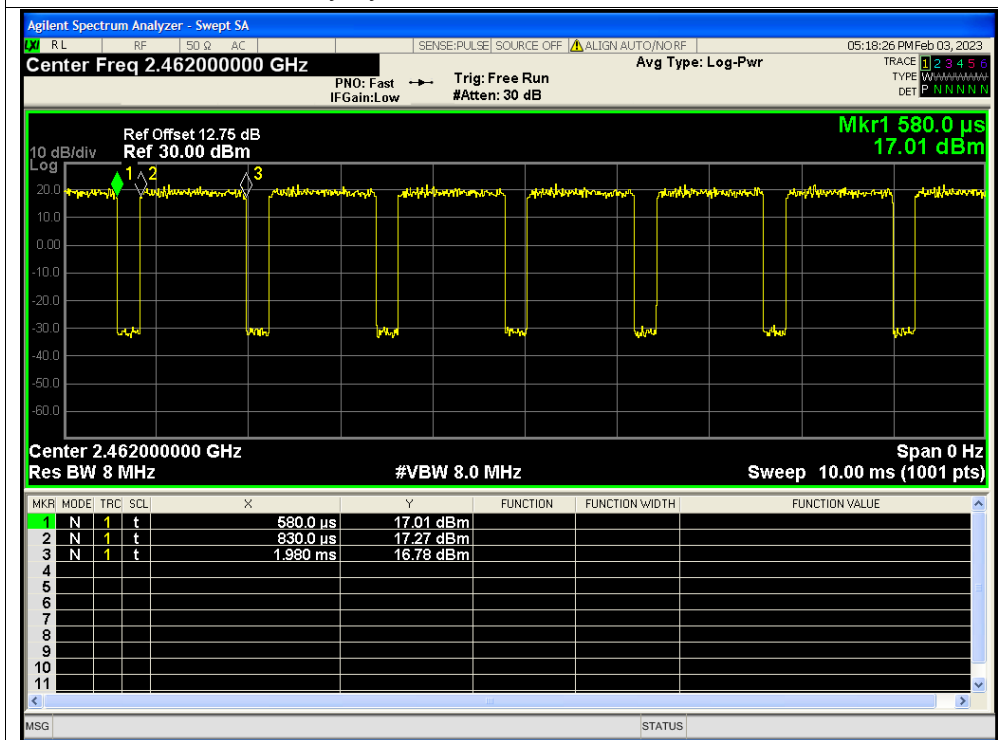 Agilent Spectrum Analyzer - Swept SA
LXI RL RF 50 Ω AC SENSE:PULSE SOURCE OFF ALIGN AUTO/NO RF 05:18:26 PM Feb 03, 2023
Center Freq 2.462000000 GHz
PNO: Fast
IFGain:Low
Trig: Free Run
#Atten: 30 dB
Avg Type: Log-Pwr
TRACE 1 2 3 4 5 6
TYPE WWWWWWW
DET P N N N N N
Ref Offset 12.75 dB
Ref 30.00 dBm
Mkr1 580.0 µs
17.01 dBm
10 dB/div
Log
1 2 3
20.0
10.0
0.00
-10.0
-20.0
-30.0
-40.0
-50.0
-60.0
Center 2.462000000 GHz Span 0 Hz
Res BW 8 MHz #VBW 8.0 MHz Sweep 10.00 ms (1001 pts)
MKR MODE TRC SCL X Y FUNCTION FUNCTION WIDTH FUNCTION VALUE
1 N 1 t 580.0 µs 17.01 dBm
2 N 1 t 830.0 µs 17.27 dBm
3 N 1 t 1.980 ms 16.78 dBm
4
5
6
7
8
9
10
11
MSG STATUS